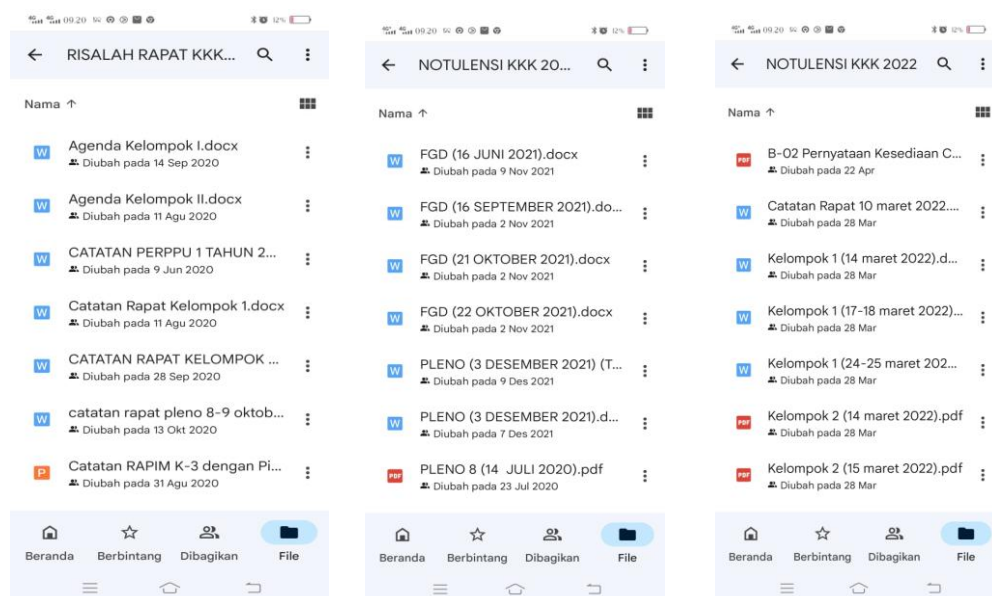 09.20
12%
RISALAH RAPAT KKK...
Nama ↑
Agenda Kelompok I.docx
Diubah pada 14 Sep 2020
Agenda Kelompok II.docx
Diubah pada 11 Agu 2020
CATATAN PERPPU 1 TAHUN 2...
Diubah pada 9 Jun 2020
Catatan Rapat Kelompok 1.docx
Diubah pada 11 Agu 2020
CATATAN RAPAT KELOMPOK ...
Diubah pada 28 Sep 2020
catatan rapat pleno 8-9 oktob...
Diubah pada 13 Okt 2020
Catatan RAPIM K-3 dengan Pi...
Diubah pada 31 Agu 2020
Beranda Berbintang Dibagikan File
09.20
12%
NOTULENSI KKK 20...
Nama ↑
FGD (16 JUNI 2021).docx
Diubah pada 9 Nov 2021
FGD (16 SEPTEMBER 2021).do...
Diubah pada 2 Nov 2021
FGD (21 OKTOBER 2021).docx
Diubah pada 2 Nov 2021
FGD (22 OKTOBER 2021).docx
Diubah pada 2 Nov 2021
PLENO (3 DESEMBER 2021) (T...
Diubah pada 9 Des 2021
PLENO (3 DESEMBER 2021).d...
Diubah pada 7 Des 2021
PLENO 8 (14 JULI 2020).pdf
Diubah pada 23 Jul 2020
Beranda Berbintang Dibagikan File
09.20
12%
NOTULENSI KKK 2022
Nama ↑
B-02 Pernyataan Kesediaan C...
Diubah pada 22 Apr
Catatan Rapat 10 maret 2022....
Diubah pada 28 Mar
Kelompok 1 (14 maret 2022).d...
Diubah pada 28 Mar
Kelompok 1 (17-18 maret 2022)...
Diubah pada 28 Mar
Kelompok 1 (24-25 maret 202...
Diubah pada 28 Mar
Kelompok 2 (14 maret 2022).pdf
Diubah pada 28 Mar
Kelompok 2 (15 maret 2022).pdf
Diubah pada 28 Mar
Beranda Berbintang Dibagikan File